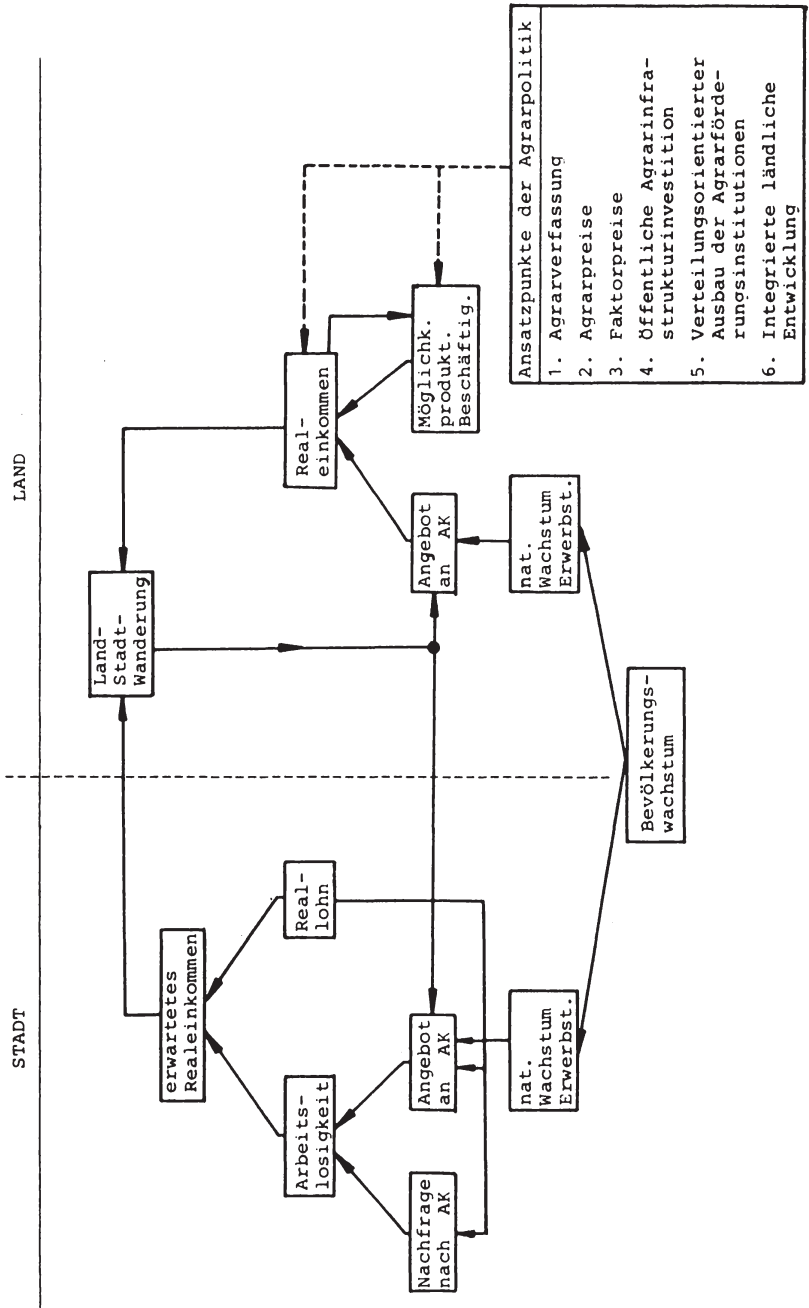 STADT
LAND
Land-
Stadt-
Wanderung
erwartetes
Realeinkommen
Arbeits-
losigkeit
Real-
lohn
Real-
einkommen
Nachfrage
nach AK
Angebot
an AK
Angebot
an AK
Möglichk.
produkt.
Beschäftig.
nat.
Wachstum
Erwerbst.
nat.
Wachstum
Erwerbst.
Bevölkerungs-
wachstum
Ansatzpunkte der Agrarpolitik
1. Agrarverfassung
2. Agrarpreise
3. Faktorpreise
4. Öffentliche Agrarinfra-
strukturinvestition
5. Verteilungsorientierter
Ausbau der Agrarförde-
rungsinstitutionen
6. Integrierte ländliche
Entwicklung